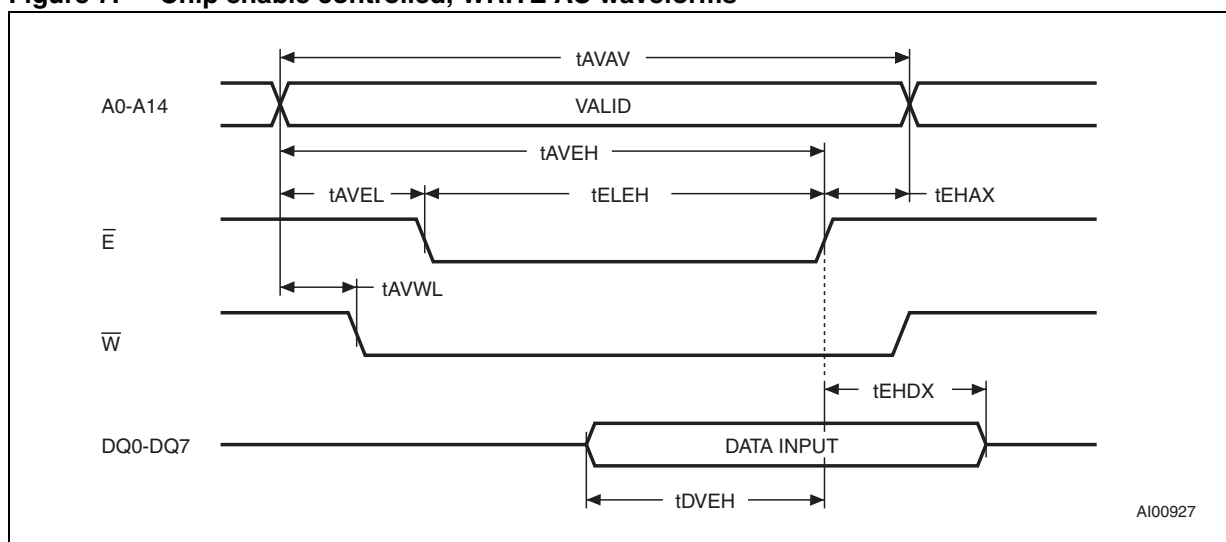 Figure 7. Chip enable controlled, WRITE AC waveforms
tAVAV
A0-A14
VALID
tAVEH
tAVEL
tELEH
tEHAX
E̅
tAVWL
W̅
tEHDX
DQ0-DQ7
DATA INPUT
tDVEH
AI00927